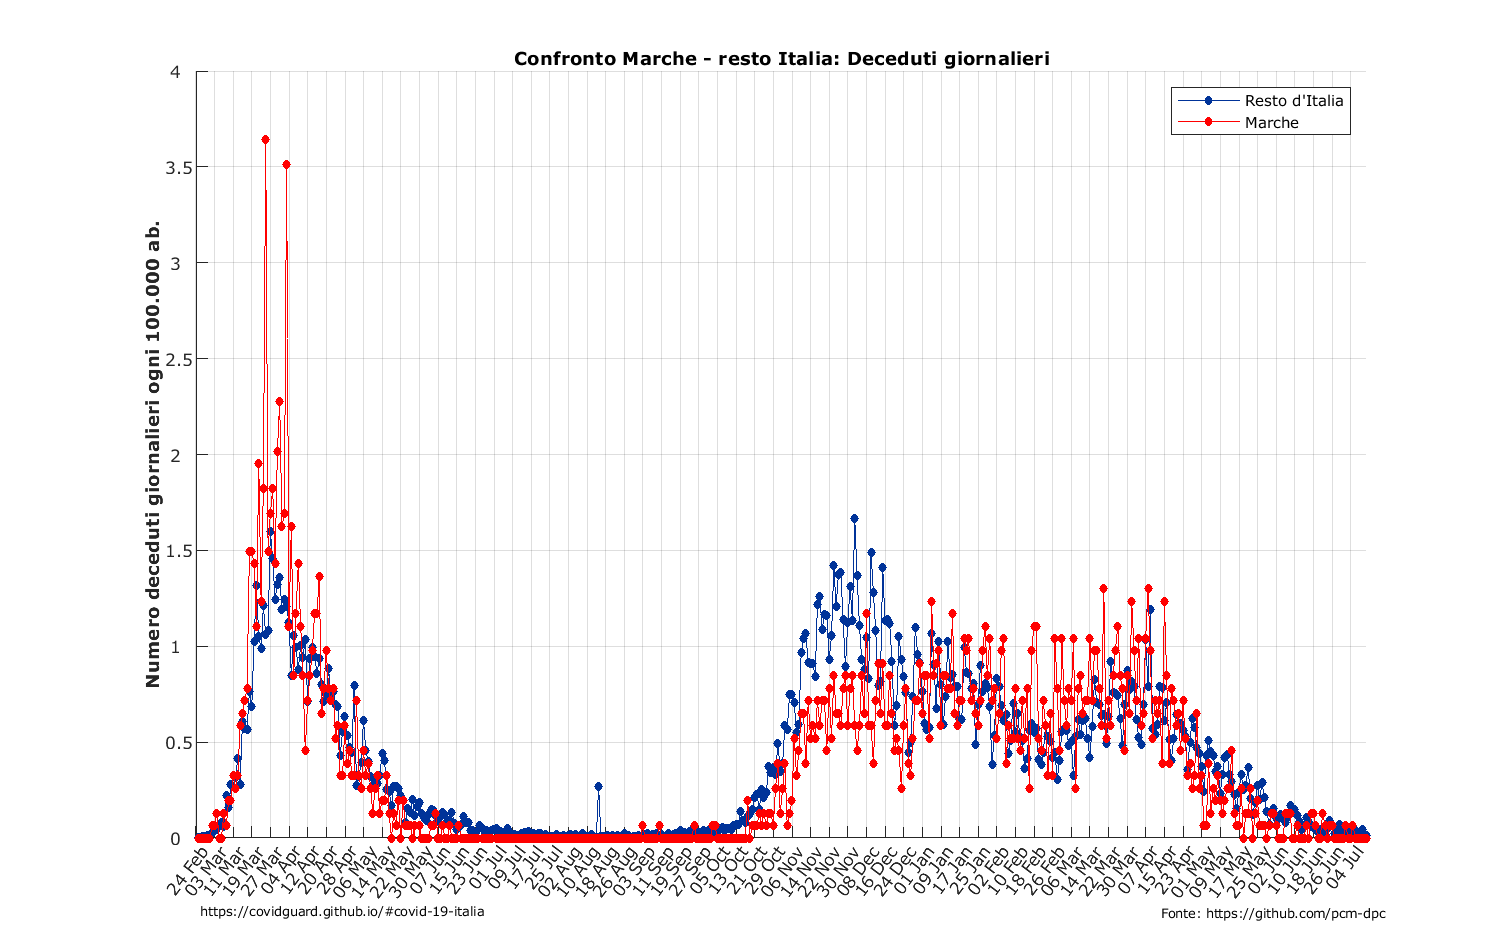 Confronto Marche - resto Italia: Deceduti giornalieri
Resto d'Italia
Marche
Numero deceduti giornalieri ogni 100.000 ab.
4
3.5
3
2.5
2
1.5
1
0.5
0
24 Feb
03 Mar
11 Mar
19 Mar
27 Mar
04 Apr
12 Apr
20 Apr
28 Apr
06 May
14 May
22 May
30 May
07 Jun
15 Jun
23 Jun
01 Jul
09 Jul
17 Jul
25 Jul
02 Aug
10 Aug
18 Aug
26 Aug
03 Sep
11 Sep
19 Sep
27 Sep
05 Oct
13 Oct
21 Oct
29 Oct
06 Nov
14 Nov
22 Nov
30 Nov
08 Dec
16 Dec
24 Dec
01 Jan
09 Jan
17 Jan
25 Jan
02 Feb
10 Feb
18 Feb
26 Feb
06 Mar
14 Mar
22 Mar
30 Mar
07 Apr
15 Apr
23 Apr
01 May
09 May
17 May
25 May
02 Jun
10 Jun
18 Jun
26 Jun
04 Jul
https://covidguard.github.io/#covid-19-italia
Fonte: https://github.com/pcm-dpc